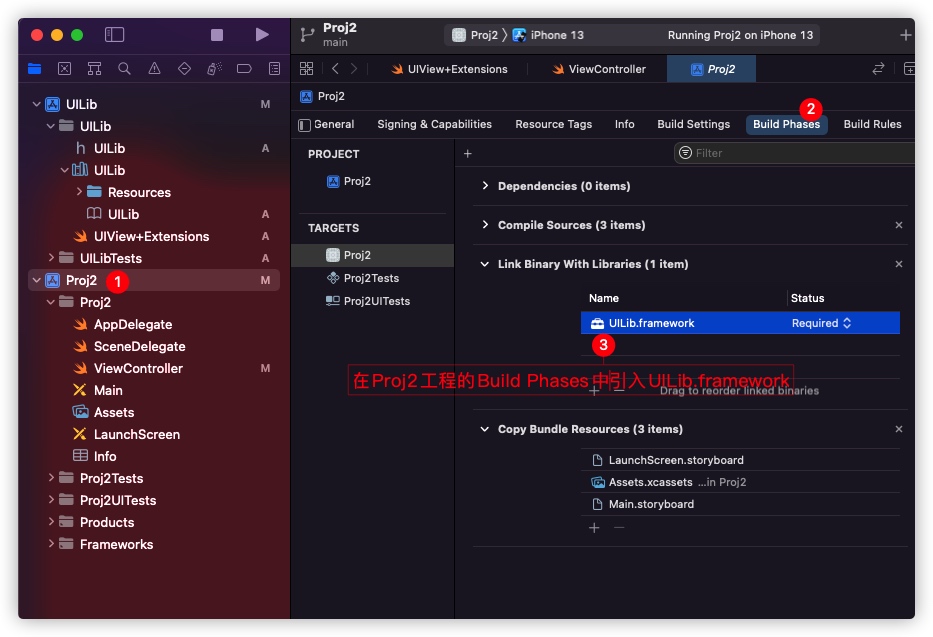 Proj2
main
Proj2 〉 iPhone 13
Running Proj2 on iPhone 13
UIView+Extensions
ViewController
Proj2
Proj2
General
Signing & Capabilities
Resource Tags
Info
Build Settings
Build Phases
2
Build Rules
UILib M
UILib
h UILib A
UILib
Resources
UILib A
UIView+Extensions A
UILibTests A
Proj2 1 M
Proj2
AppDelegate
SceneDelegate
ViewController M
Main
Assets
LaunchScreen
Info
Proj2Tests
Proj2UITests
Products
Frameworks
PROJECT
Proj2
TARGETS
Proj2
Proj2Tests
Proj2UITests
Filter
Dependencies (0 items)
Compile Sources (3 items)
Link Binary With Libraries (1 item)
Name Status
UILib.framework Required
3
在Proj2工程的Build Phases中引入UILib.framework
Drag to reorder linked binaries
Copy Bundle Resources (3 items)
LaunchScreen.storyboard
Assets.xcassets ...in Proj2
Main.storyboard